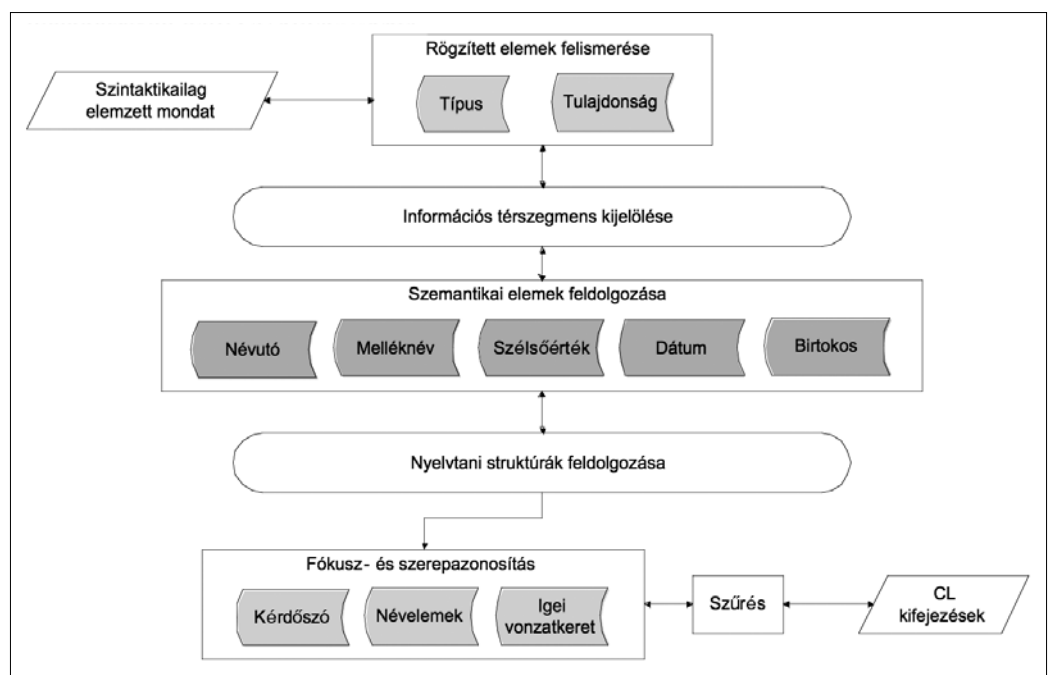 Rögzített elemek felismerése
Szintaktikailag
elemzett mondat
Típus
Tulajdonság
Információs térszegmens kijelölése
Szemantikai elemek feldolgozása
Névutó
Melléknév
Szélsőérték
Dátum
Birtokos
Nyelvtani struktúrák feldolgozása
Fókusz- és szerepazonosítás
Kérdőszó
Névelemek
Igei
vonzatkeret
Szűrés
CL
kifejezések